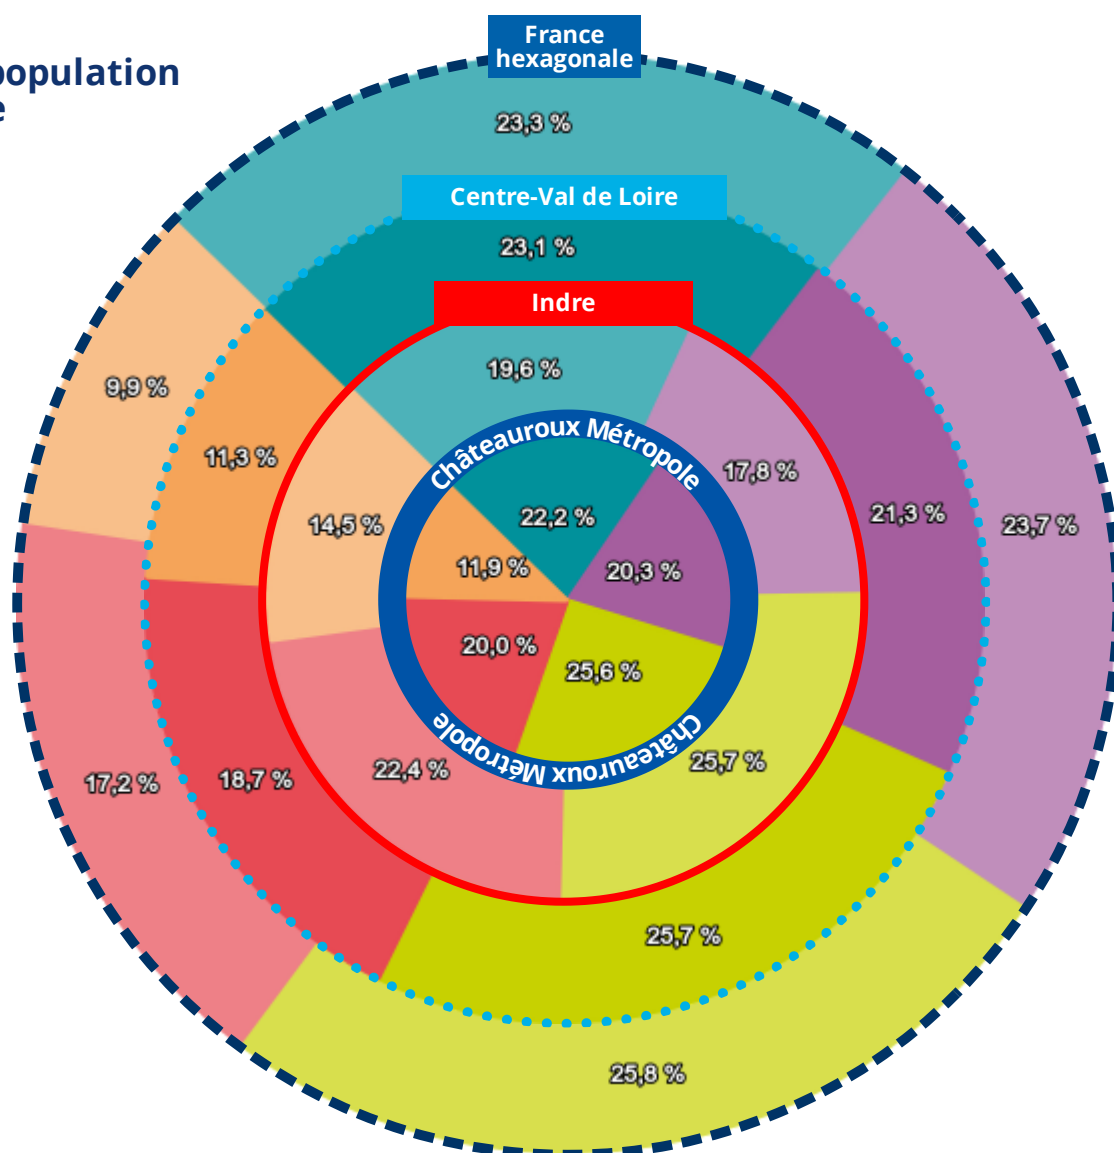 France
hexagonale
population
e
23,3 %
Centre-Val de Loire
23,1 %
Indre
19,6 %
9,9 %
Châteauroux Métropole
11,3 %
17,8 %
14,5 %
22,2 %
21,3 %
23,7 %
11,9 %
20,3 %
20,0 %
25,6 %
Châteauroux Métropole
22,4 %
25,7 %
17,2 %
18,7 %
25,7 %
25,8 %